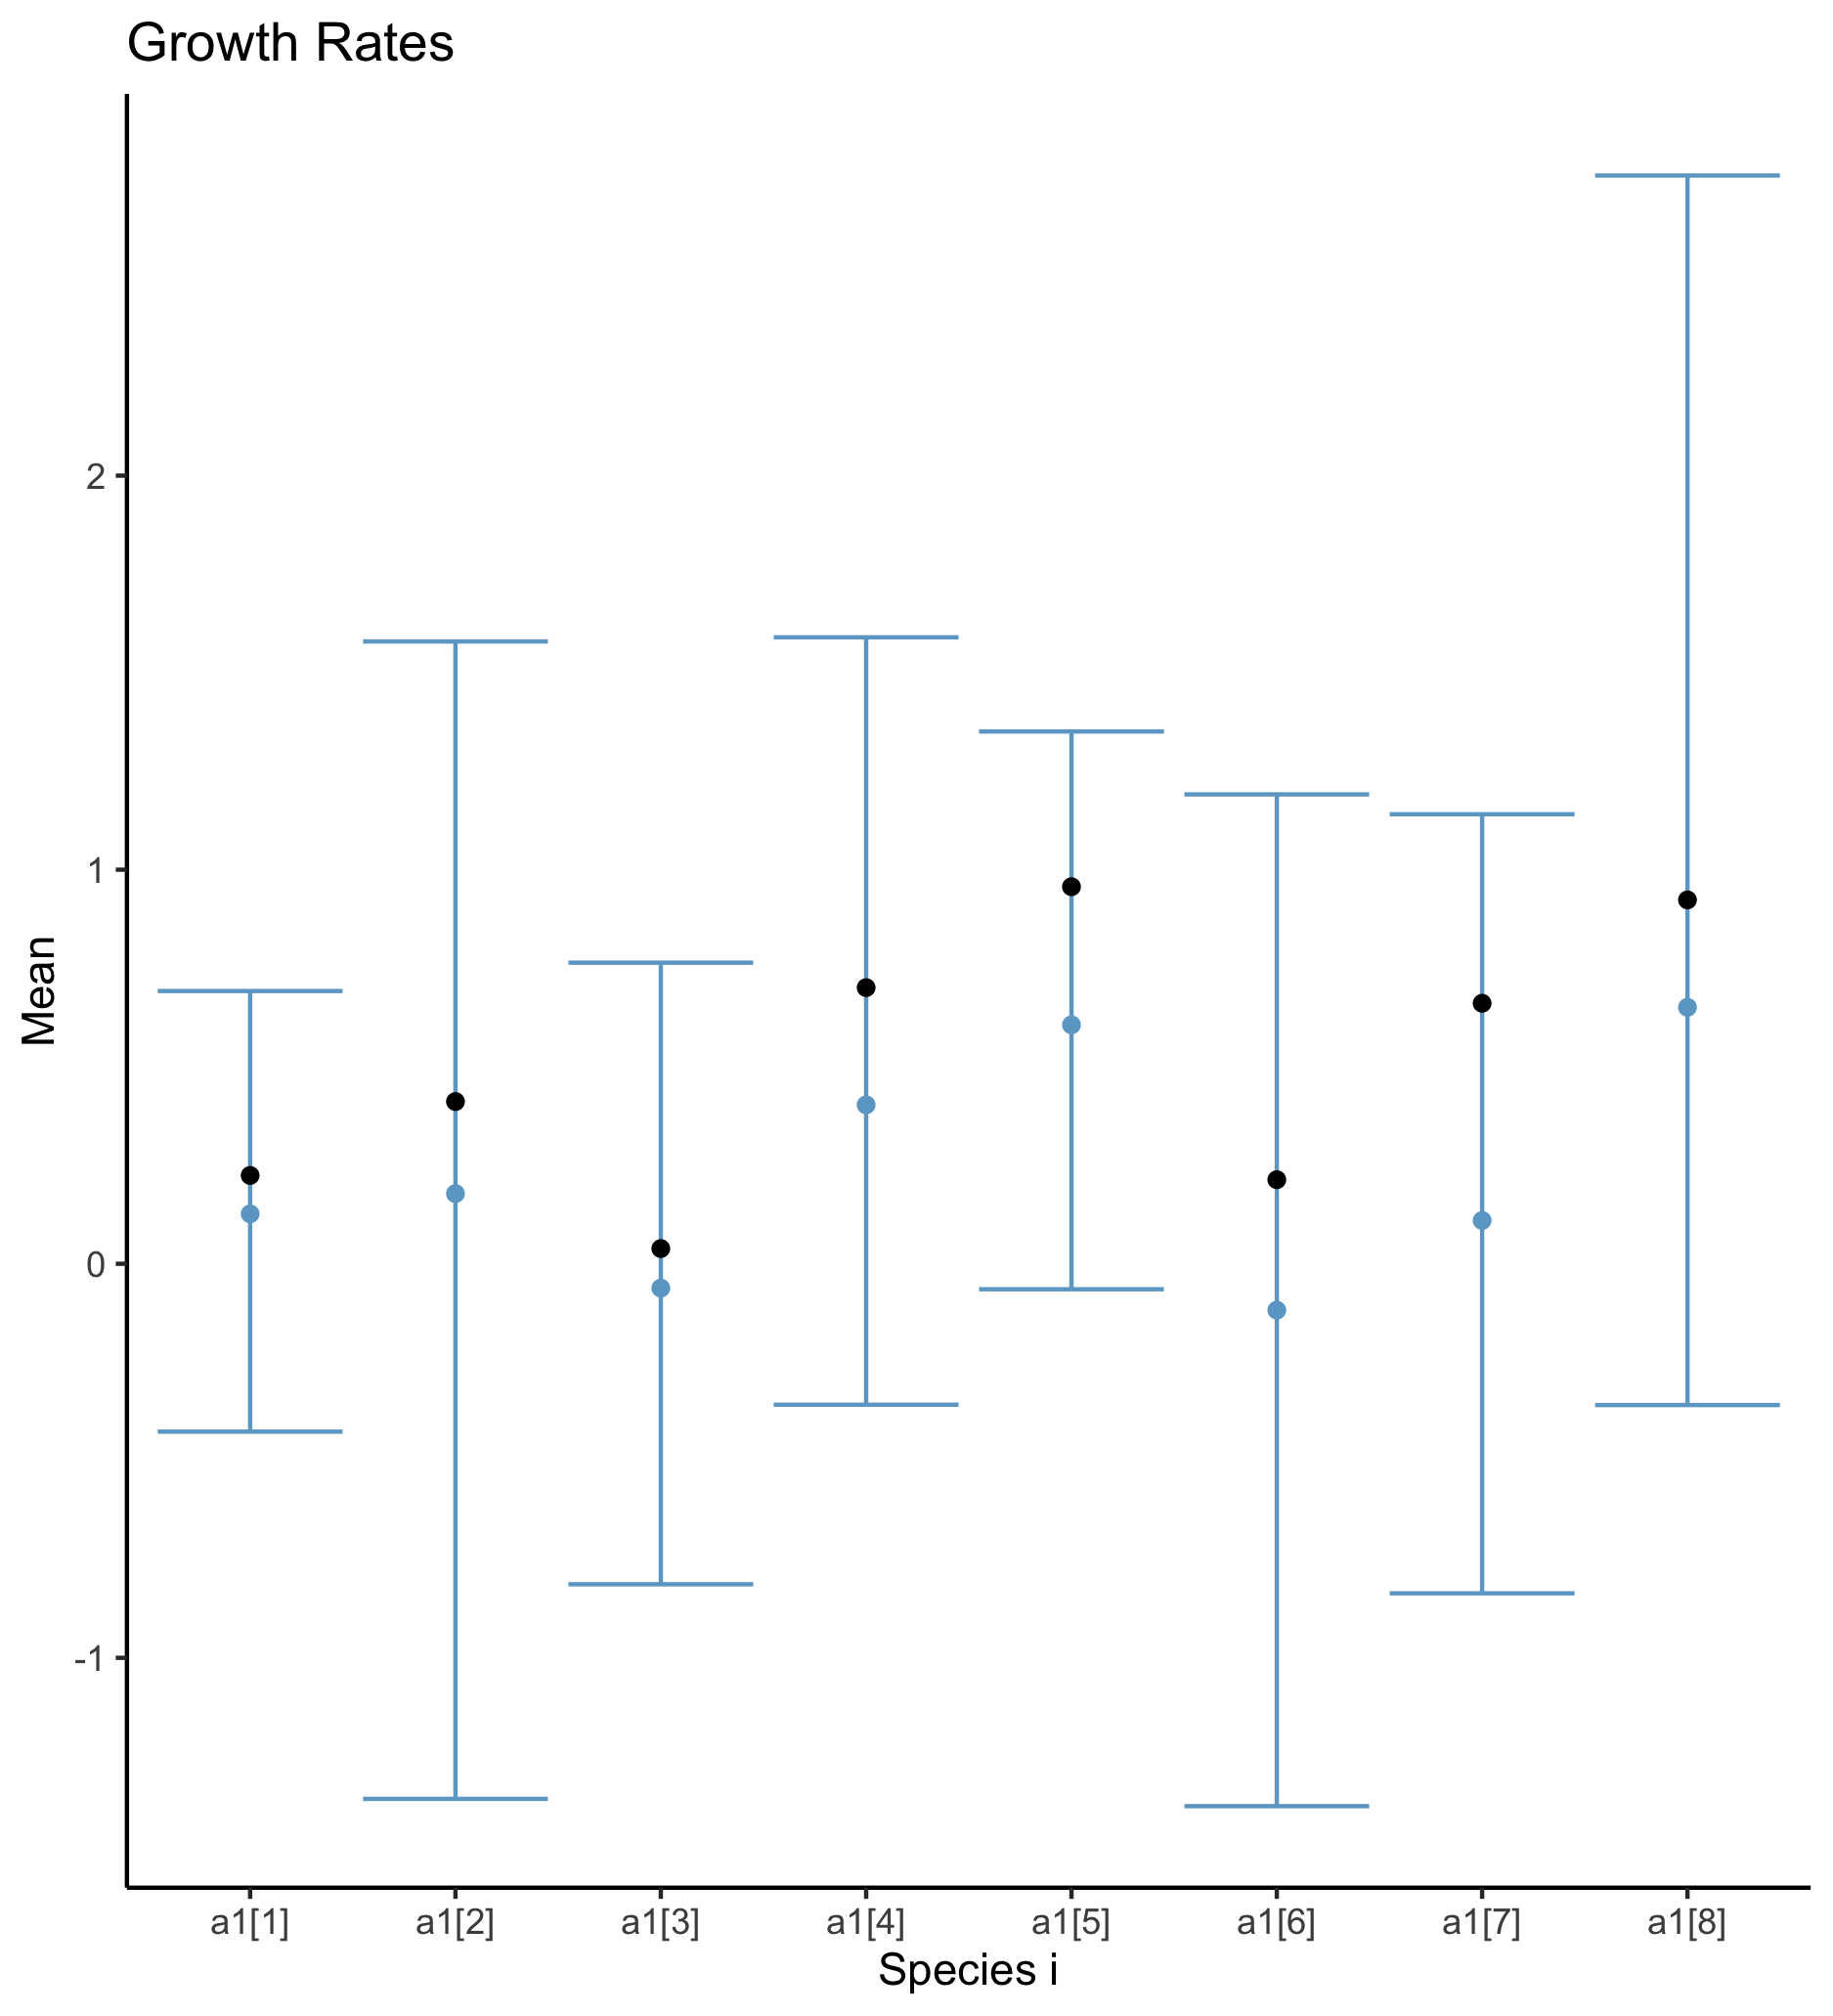 Growth Rates
Mean
2
1
0
-1
a1[1] a1[2] a1[3] a1[4] a1[5] a1[6] a1[7] a1[8]
Species i